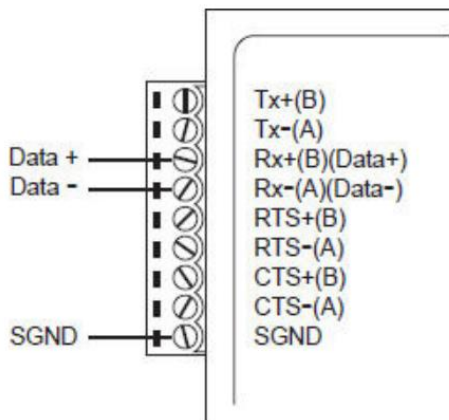 Tx+(B)
Tx-(A)
Data + Rx+(B)(Data+)
Data - Rx-(A)(Data-)
RTS+(B)
RTS-(A)
CTS+(B)
CTS-(A)
SGND SGND